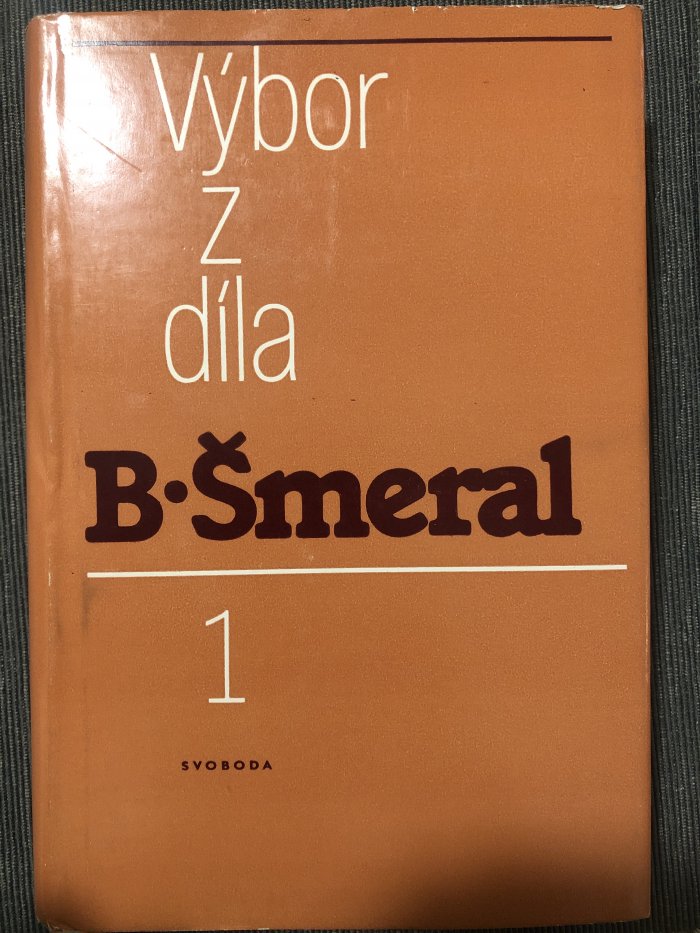 Výbor
z
díla
B·Šmeral
1
SVOBODA